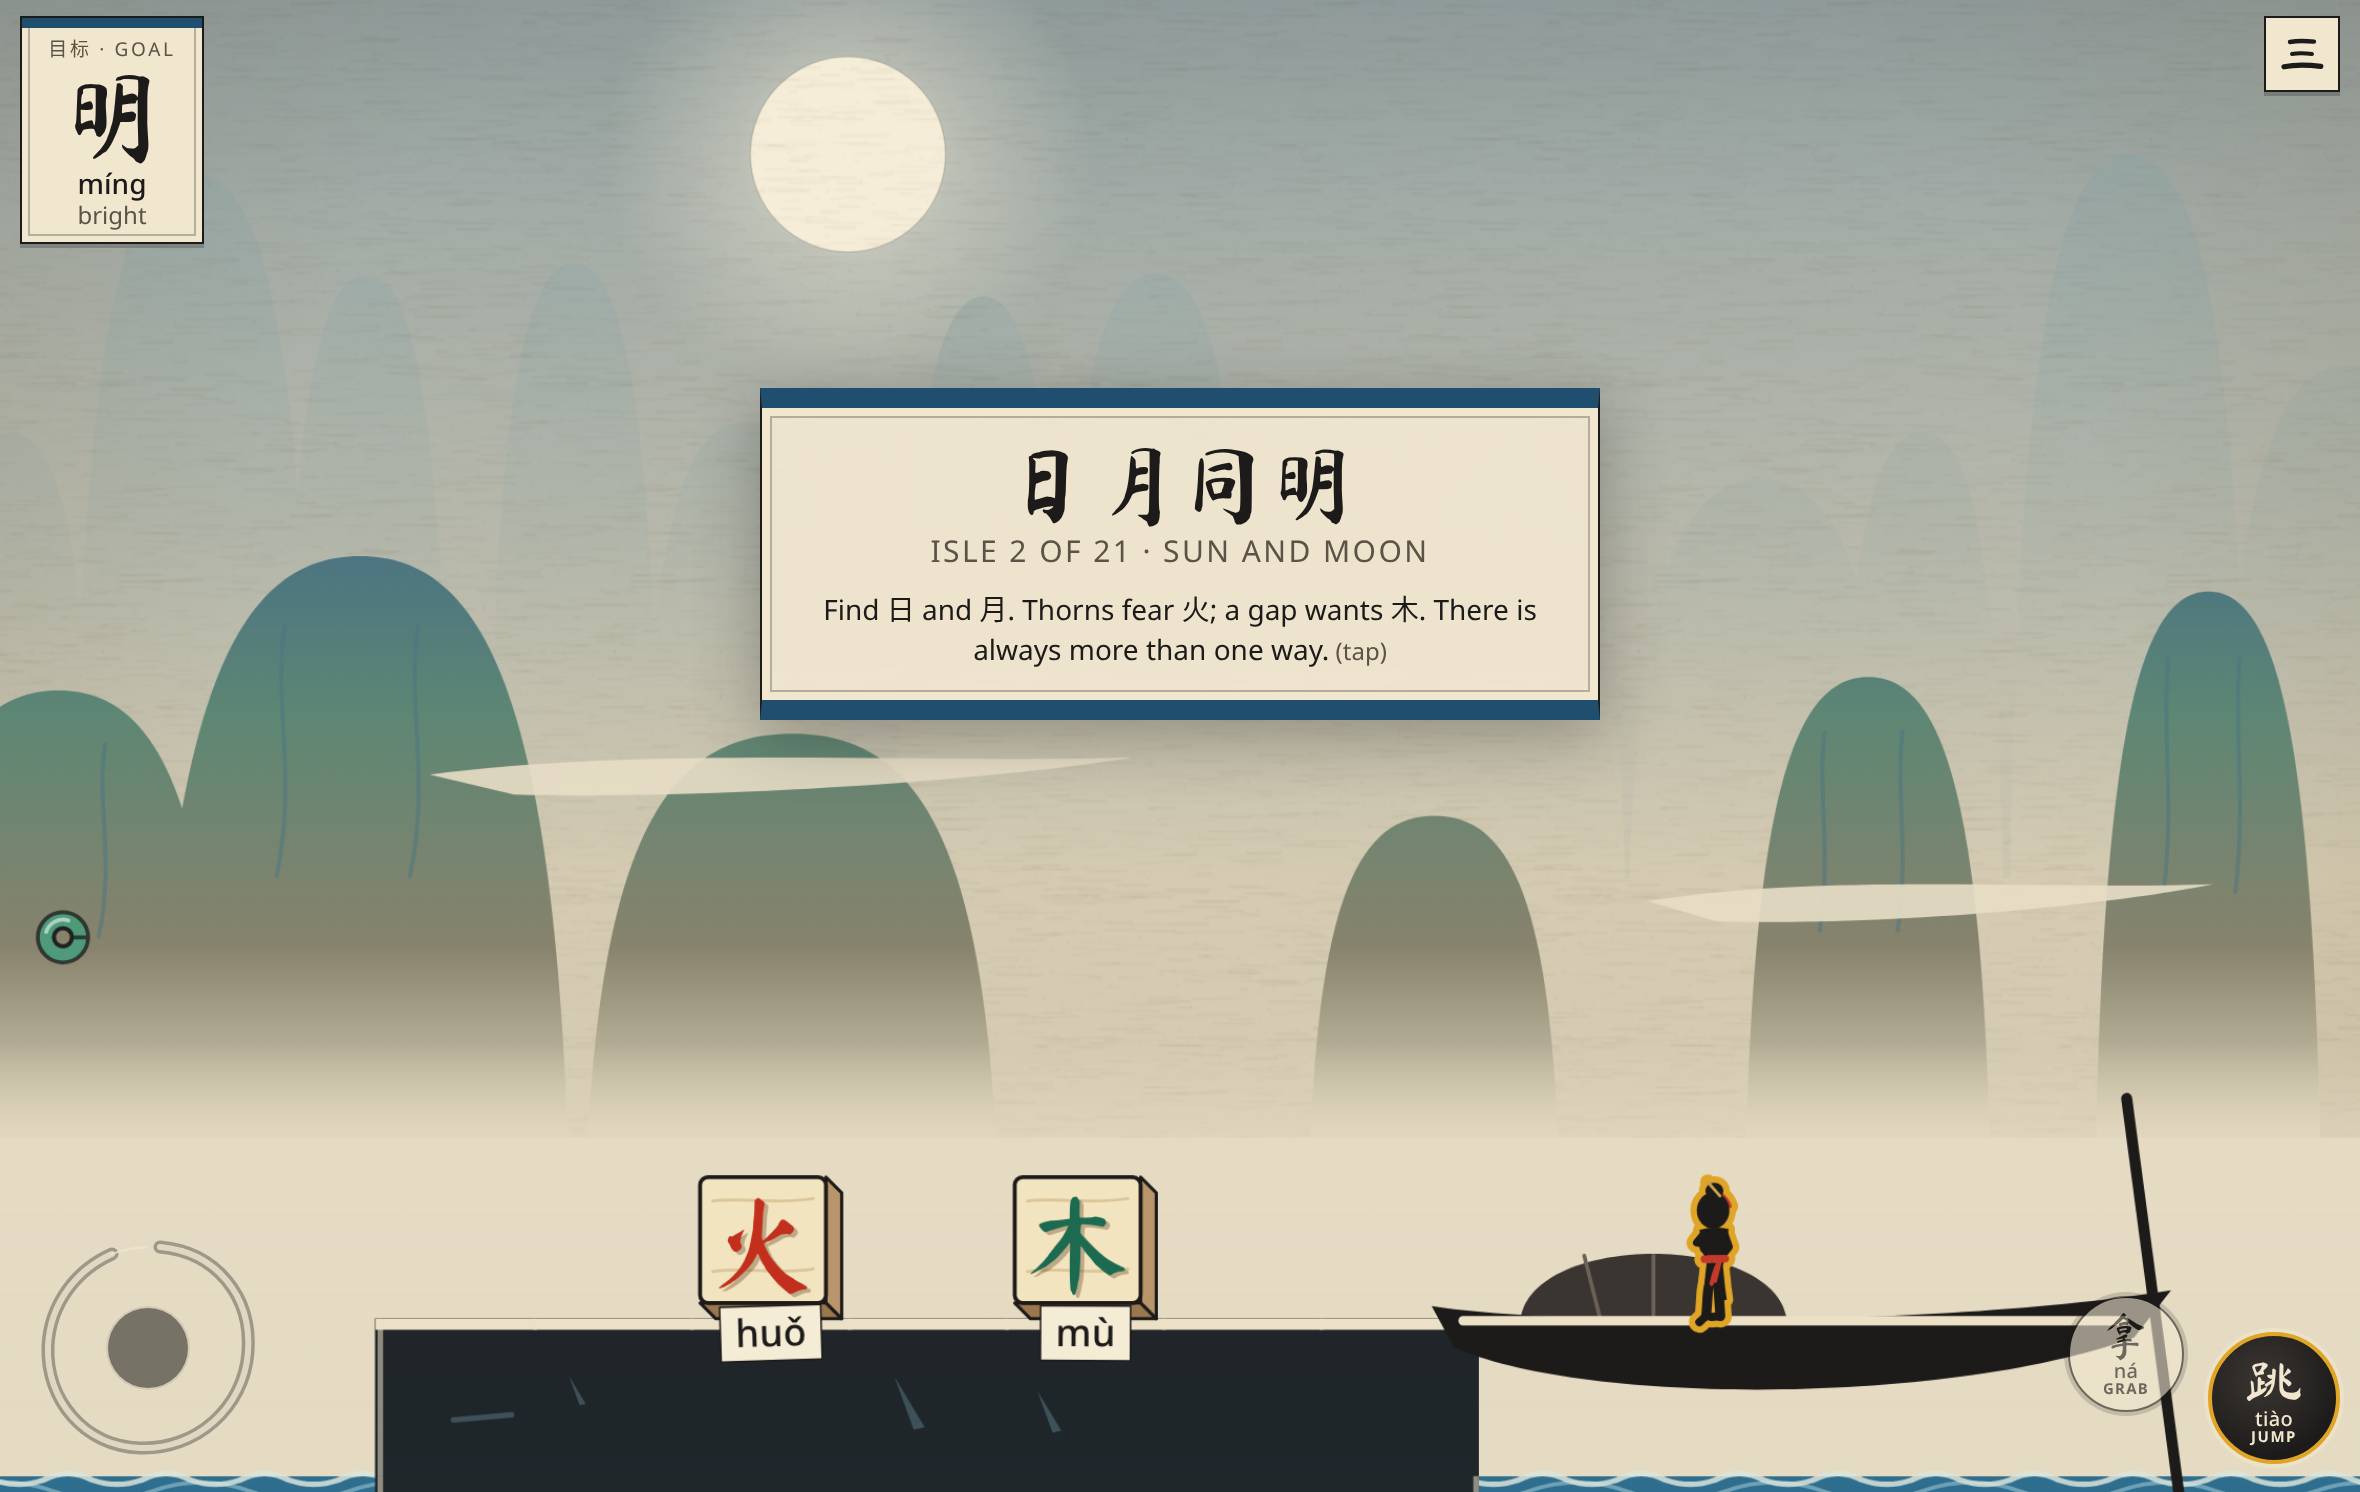 目标 · GOAL
明
míng
bright
三
日月同明
ISLE 2 OF 21 · SUN AND MOON
Find 日 and 月. Thorns fear 火; a gap wants 木. There is
always more than one way. (tap)
火
huǒ
木
mù
拿
ná
GRAB
跳
tiào
JUMP